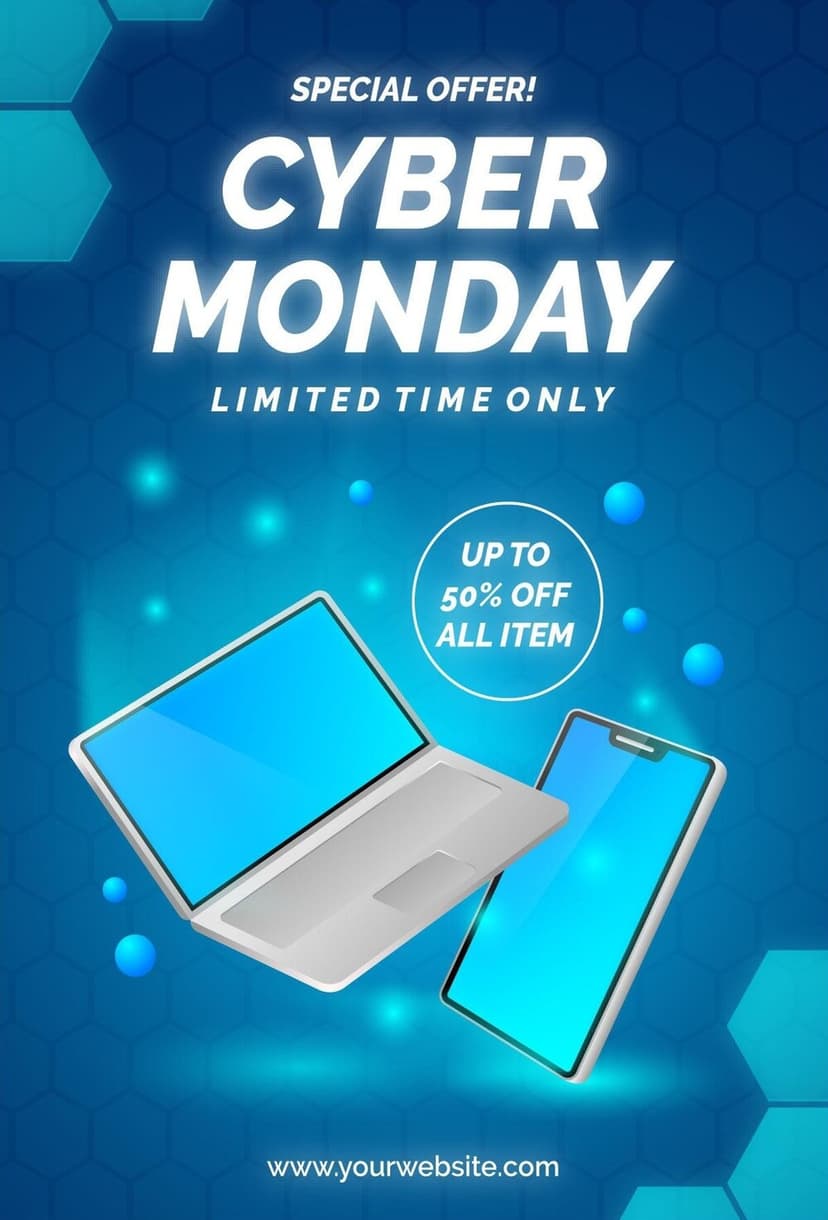 SPECIAL OFFER!
CYBER
MONDAY
LIMITED TIME ONLY
UP TO
50% OFF
ALL ITEM
www.yourwebsite.com